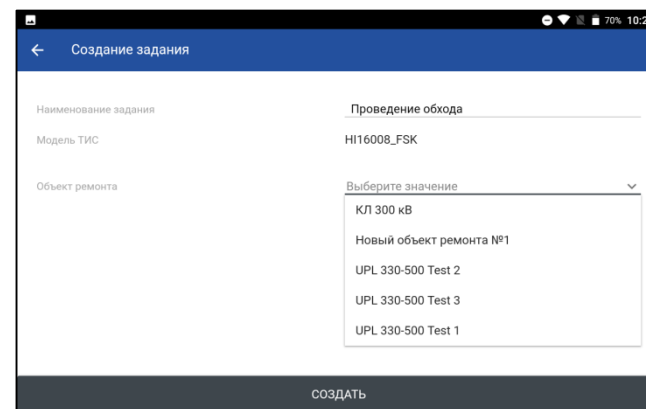 70% 10:2
Создание задания
Наименование задания Проведение обхода
Модель ТИС HI16008_FSK
Объект ремонта Выберите значение
КЛ 300 кВ
Новый объект ремонта №1
UPL 330-500 Test 2
UPL 330-500 Test 3
UPL 330-500 Test 1
СОЗДАТЬ